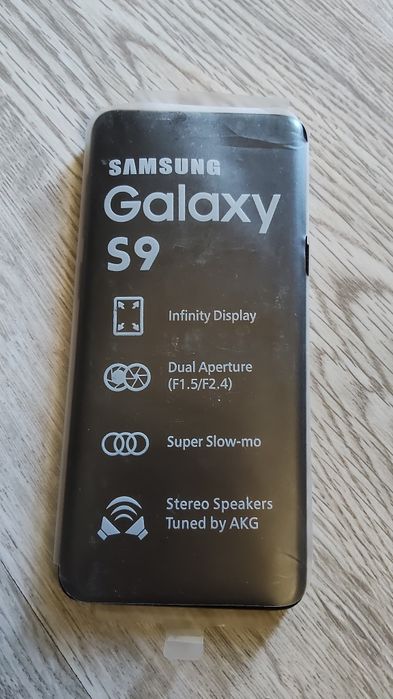 SAMSUNG
Galaxy
S9
Infinity Display
Dual Aperture
(F1.5/F2.4)
Super Slow-mo
Stereo Speakers
Tuned by AKG